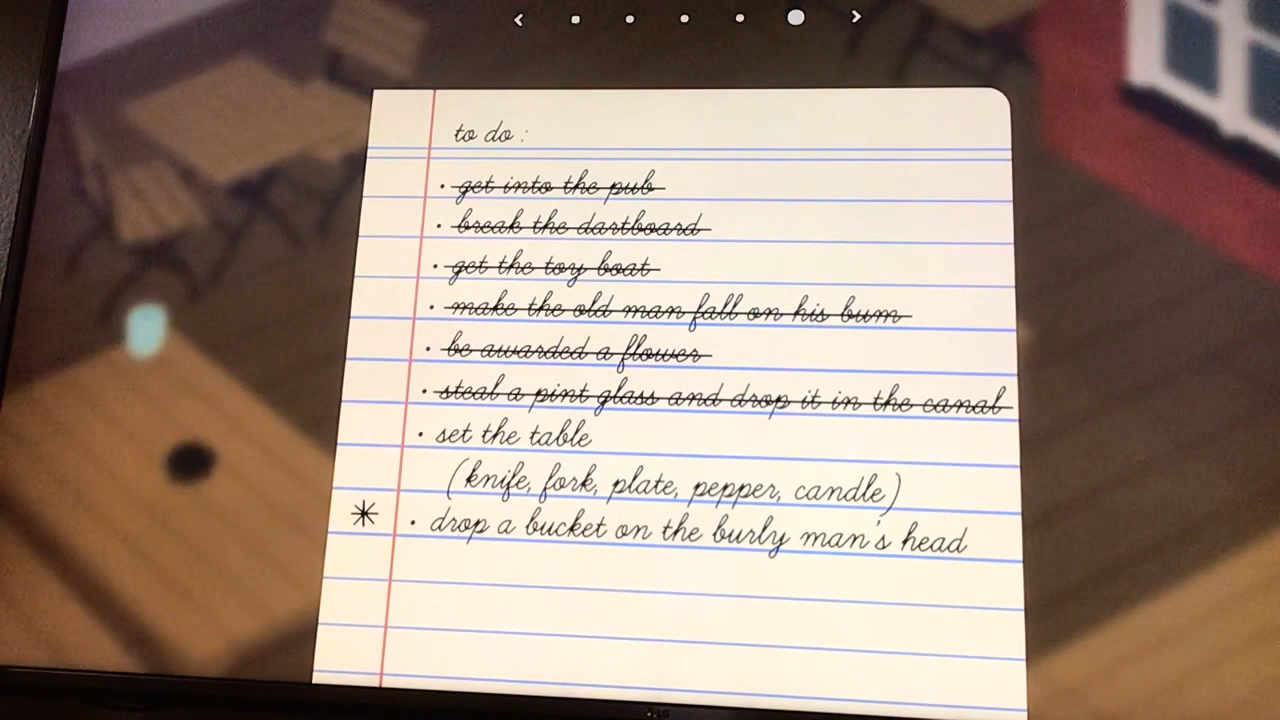 to do :
· get into the pub
· break the dartboard
· get the toy boat
· make the old man fall on his bum
· be awarded a flower
· steal a pint glass and drop it in the canal
· set the table
(knife, fork, plate, pepper, candle)
· drop a bucket on the burly man's head
LG